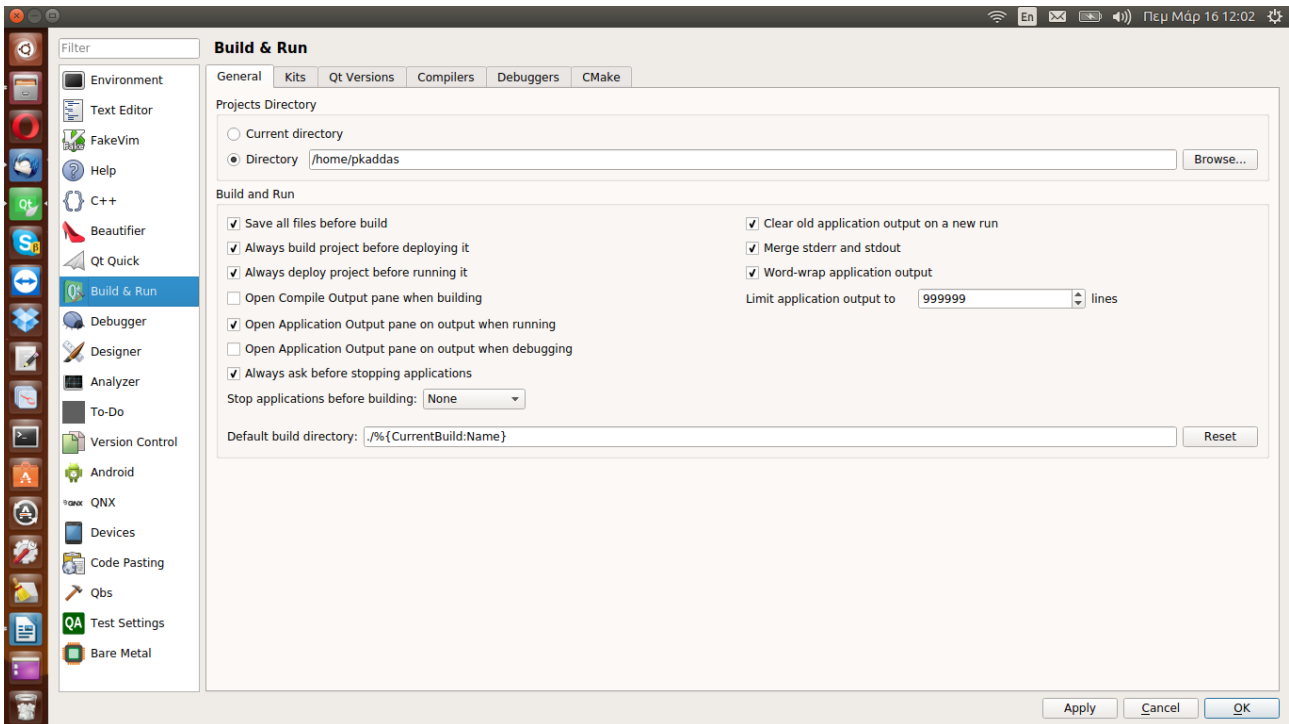 En Πεμ Μάρ 16 12:02
Filter
Build & Run
Environment
Text Editor
FakeVim
Help
C++
Beautifier
Qt Quick
Build & Run
Debugger
Designer
Analyzer
To-Do
Version Control
Android
QNX
Devices
Code Pasting
Qbs
QA Test Settings
Bare Metal
General Kits Qt Versions Compilers Debuggers CMake
Projects Directory
Current directory
Directory /home/pkaddas Browse...
Build and Run
Save all files before build
Always build project before deploying it
Always deploy project before running it
Open Compile Output pane when building
Open Application Output pane on output when running
Open Application Output pane on output when debugging
Always ask before stopping applications
Stop applications before building: None
Clear old application output on a new run
Merge stderr and stdout
Word-wrap application output
Limit application output to 999999 lines
Default build directory: ./%{CurrentBuild:Name} Reset
Apply Cancel OK